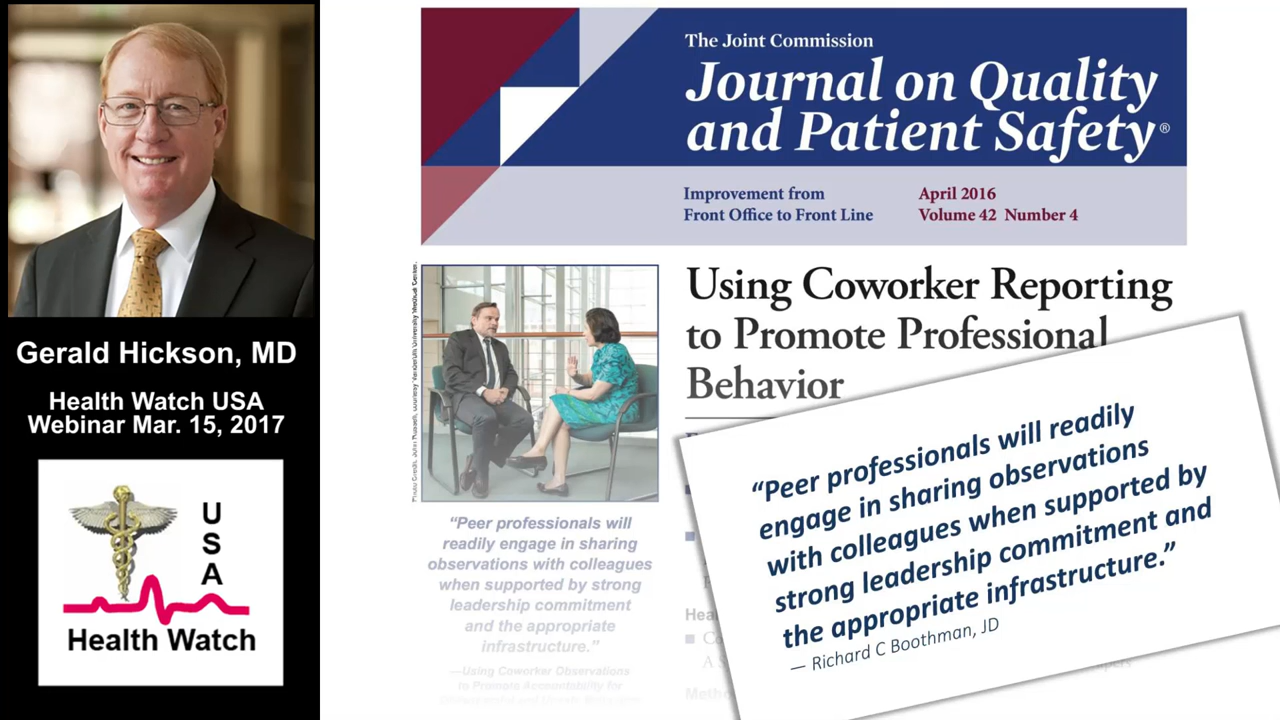 Gerald Hickson, MD
Health Watch USA
Webinar Mar. 15, 2017
USA
Health Watch
The Joint Commission
Journal on Quality
and Patient Safety®
Improvement from
Front Office to Front Line
April 2016
Volume 42 Number 4
Using Coworker Reporting
to Promote Professional
Behavior
“Peer professionals will
readily engage in sharing
observations with colleagues
when supported by strong
leadership commitment
and the appropriate
infrastructure.”
—Using Coworker Observations
to Promote Accountability for
“Peer professionals will readily
engage in sharing observations
with colleagues when supported by
strong leadership commitment and
the appropriate infrastructure.”
— Richard C Boothman, JD